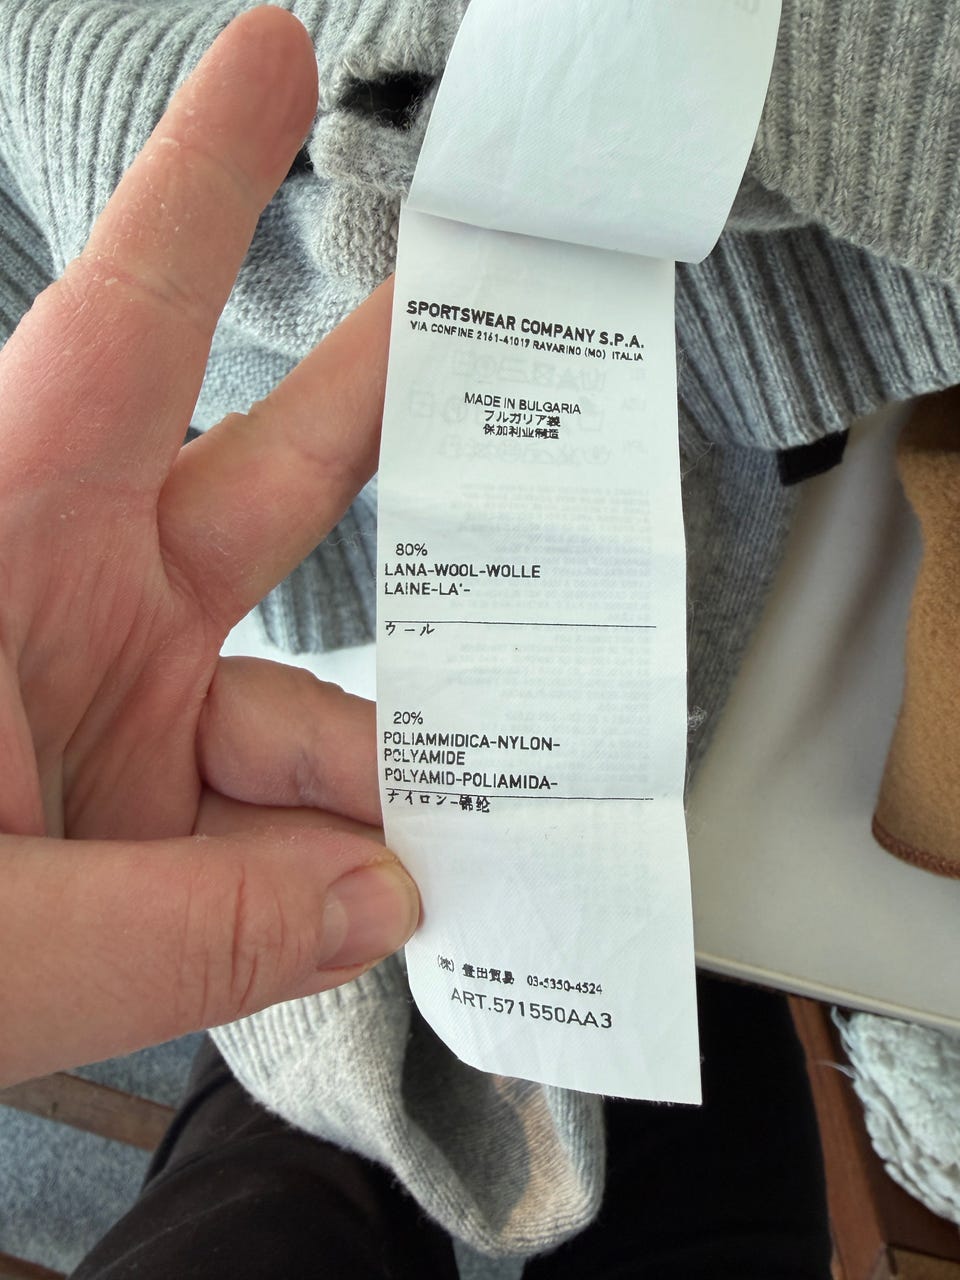 SPORTSWEAR COMPANY S.P.A.
VIA CONFINE 2161-41019 RAVARINO (MO) ITALIA
MADE IN BULGARIA
ブルガリア製
保加利业制造
80%
LANA-WOOL-WOLLE
LAINE-LA'-
ウール
20%
POLIAMMIDICA-NYLON-
POLYAMIDE
POLYAMID-POLIAMIDA-
ナイロン-锦纶
(株) 豊田貿易 03-5350-4524
ART.571550AA3